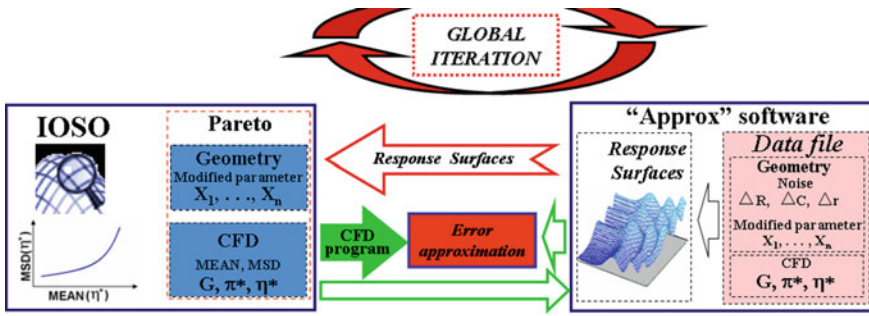 GLOBAL
ITERATION
IOSO
MSD(η*)
MEAN(η*)
Pareto
Geometry
Modified parameter
X1, . . . , Xn
CFD
MEAN, MSD
G, π*, η*
Response Surfaces
CFD
program
Error
approximation
“Approx” software
Response
Surfaces
Data file
Geometry
Noise
△R, △C, △r
Modified parameter
X1, . . . , Xn
CFD
G, π*, η*